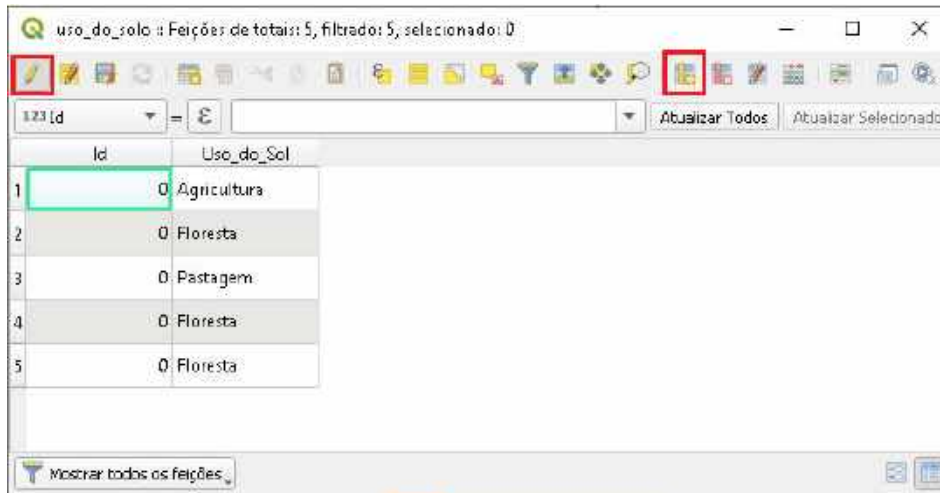 uso_do_solo :: Feições de totais: 5, filtrado: 5, selecionado: 0
123 Id = ε Atualizar Todos Atualizar Selecionado
Id Uso_do_Sol
1 0 Agricultura
2 0 Floresta
3 0 Pastagem
4 0 Floresta
5 0 Floresta
Mostrar todos os feições